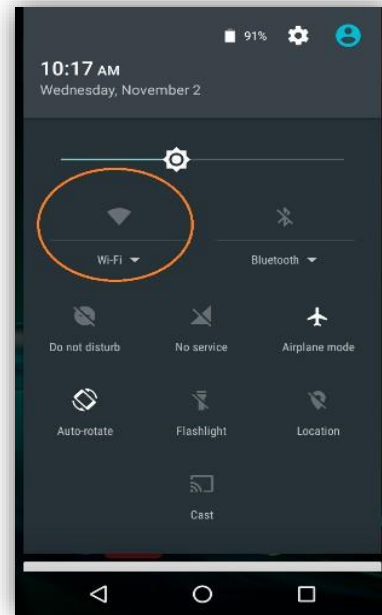 91%
10:17 AM
Wednesday, November 2
Wi-Fi
Bluetooth
Do not disturb
No service
Airplane mode
Auto-rotate
Flashlight
Location
Cast